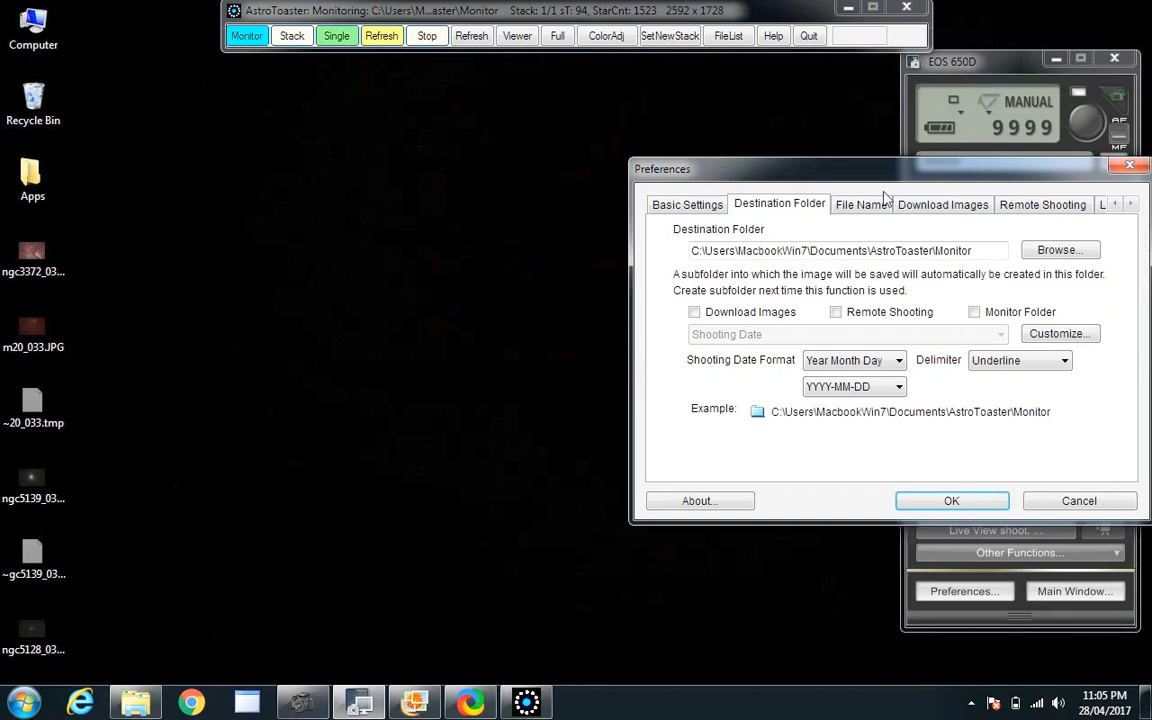 Computer
Recycle Bin
Apps
ngc3372_03...
m20_033.JPG
~20_033.tmp
ngc5139_03...
~gc5139_03...
ngc5128_03...
AstroToaster: Monitoring: C:\Users\M...aster\Monitor Stack: 1/1 sT: 94, StarCnt: 1523 2592 x 1728
Monitor Stack Single Refresh Stop Refresh Viewer Full ColorAdj SetNewStack FileList Help Quit
EOS 650D
MANUAL
9999
AF
MF
Preferences
Basic Settings Destination Folder File Name Download Images Remote Shooting L
Destination Folder
C:\Users\MacbookWin7\Documents\AstroToaster\Monitor Browse...
A subfolder into which the image will be saved will automatically be created in this folder.
Create subfolder next time this function is used.
Download Images Remote Shooting Monitor Folder
Shooting Date Customize...
Shooting Date Format Year Month Day Delimiter Underline
YYYY-MM-DD
Example: C:\Users\MacbookWin7\Documents\AstroToaster\Monitor
About... OK Cancel
Live View shoot. ...
Other Functions...
Preferences... Main Window...
11:05 PM
28/04/2017